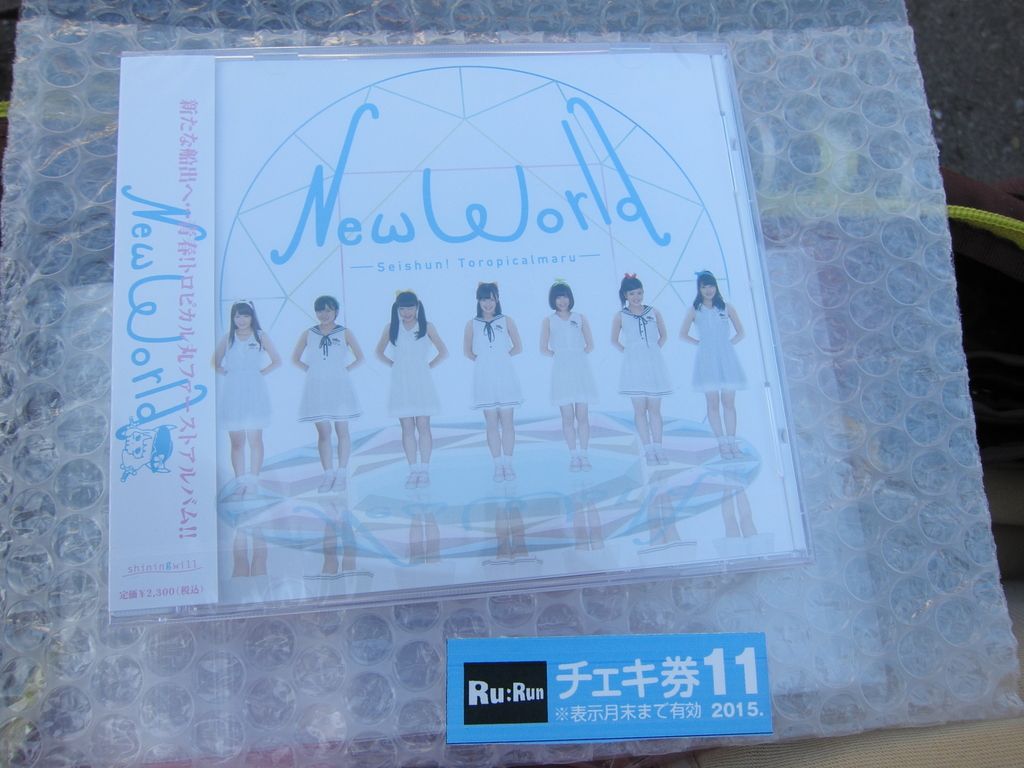 新たな船出へ…青春!トロピカル丸ファーストアルバム!!
New World
shiningwill
定価¥2,300(税込)
New World
Seishun! Toropicalmaru
Ru:Run
チェキ券11
※表示月末まで有効 2015.